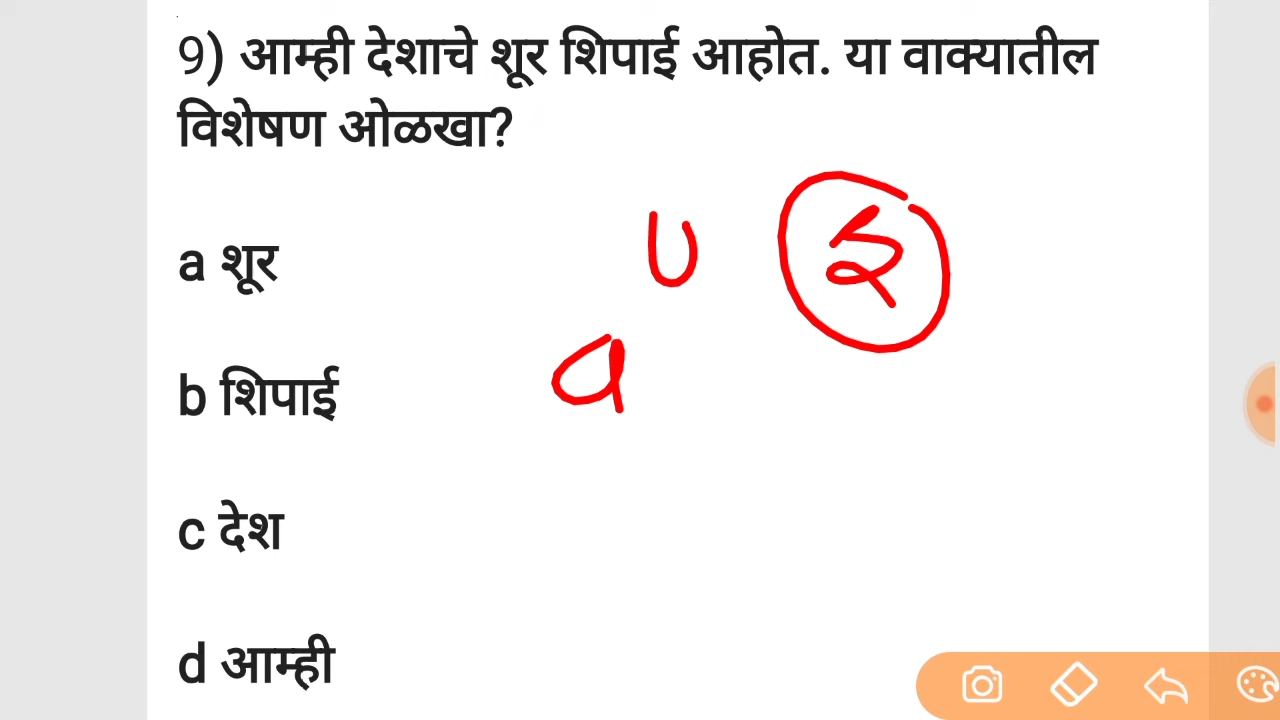 9) आम्ही देशाचे शूर शिपाई आहोत. या वाक्यातील
विशेषण ओळखा?
a शूर
b शिपाई
c देश
d आम्ही